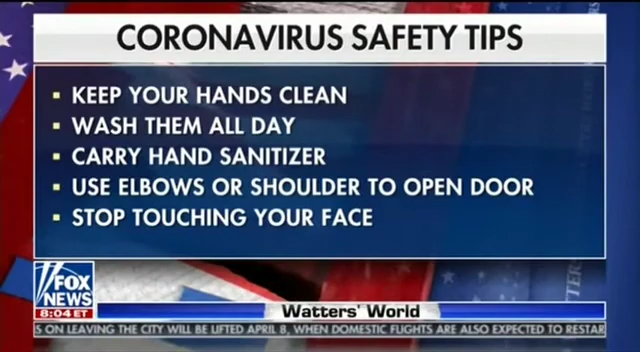 CORONAVIRUS SAFETY TIPS
▪ KEEP YOUR HANDS CLEAN
▪ WASH THEM ALL DAY
▪ CARRY HAND SANITIZER
▪ USE ELBOWS OR SHOULDER TO OPEN DOOR
▪ STOP TOUCHING YOUR FACE
FOX
NEWS
8:04 ET
Watters' World
S ON LEAVING THE CITY WILL BE LIFTED APRIL 8, WHEN DOMESTIC FLIGHTS ARE ALSO EXPECTED TO RESTAR